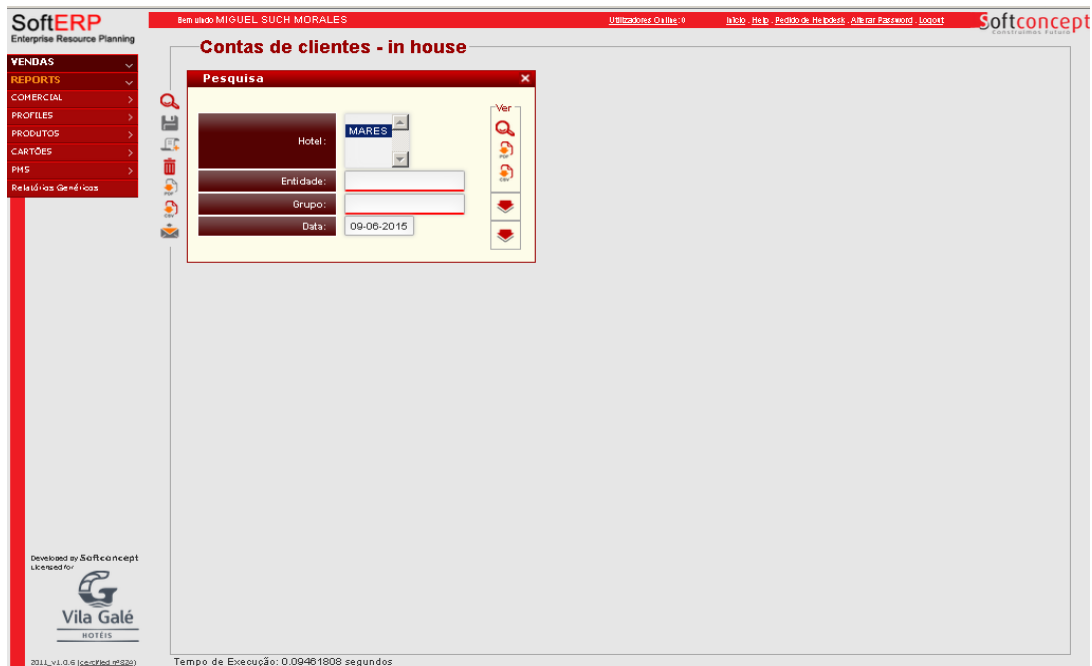 SoftERP
Enterprise Resource Planning
Bem vindo MIGUEL SUCH MORALES
Utilizadores Online:0
Início . Help . Pedido de Helpdesk . Alterar Password . Logout
Softconcept
Construímos Futuro
VENDAS
REPORTS
COMERCIAL
PROFILES
PRODUTOS
CARTÕES
PMS
Relatórios Genéricos
Contas de clientes - in house
Pesquisa
Ver
Hotel:
MARES
Entidade:
Grupo:
Data:
09-06-2015
PDF
CSV
PDF
CSV
Developed by Softconcept
Licensed for
Vila Galé
HOTÉIS
2011_v1.0.6 (certified nº824)
Tempo de Execução: 0.09461808 segundos